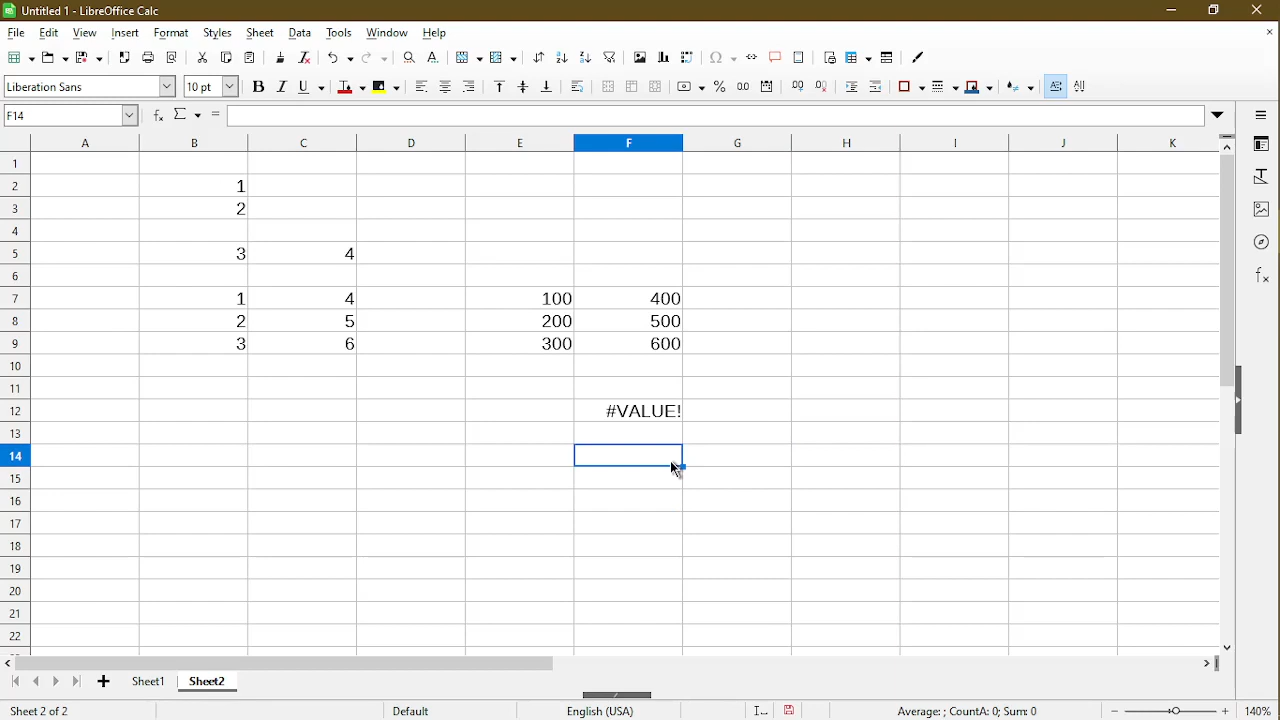 Untitled 1 - LibreOffice Calc
File Edit View Insert Format Styles Sheet Data Tools Window Help
Liberation Sans 10 pt B I U
F14
A B C D E F G H I J K
1
2 1
3 2
4
5 3 4
6
7 1 4 100 400
8 2 5 200 500
9 3 6 300 600
10
11
12 #VALUE!
13
14
15
16
17
18
19
20
21
22
Sheet1 Sheet2
Sheet 2 of 2 Default English (USA) Average: ; CountA: 0; Sum: 0 140%